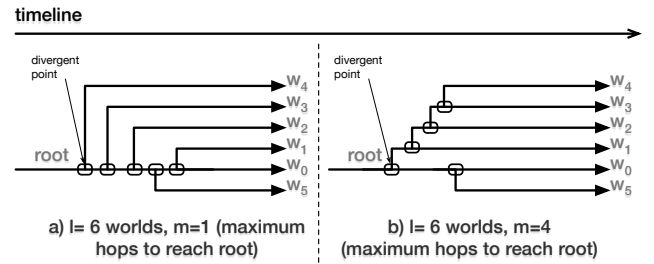 timeline
divergent
point
root
w4
w3
w2
w1
w0
w5
a) l= 6 worlds, m=1 (maximum
hops to reach root)
divergent
point
root
w4
w3
w2
w1
w0
w5
b) l= 6 worlds, m=4
(maximum hops to reach root)